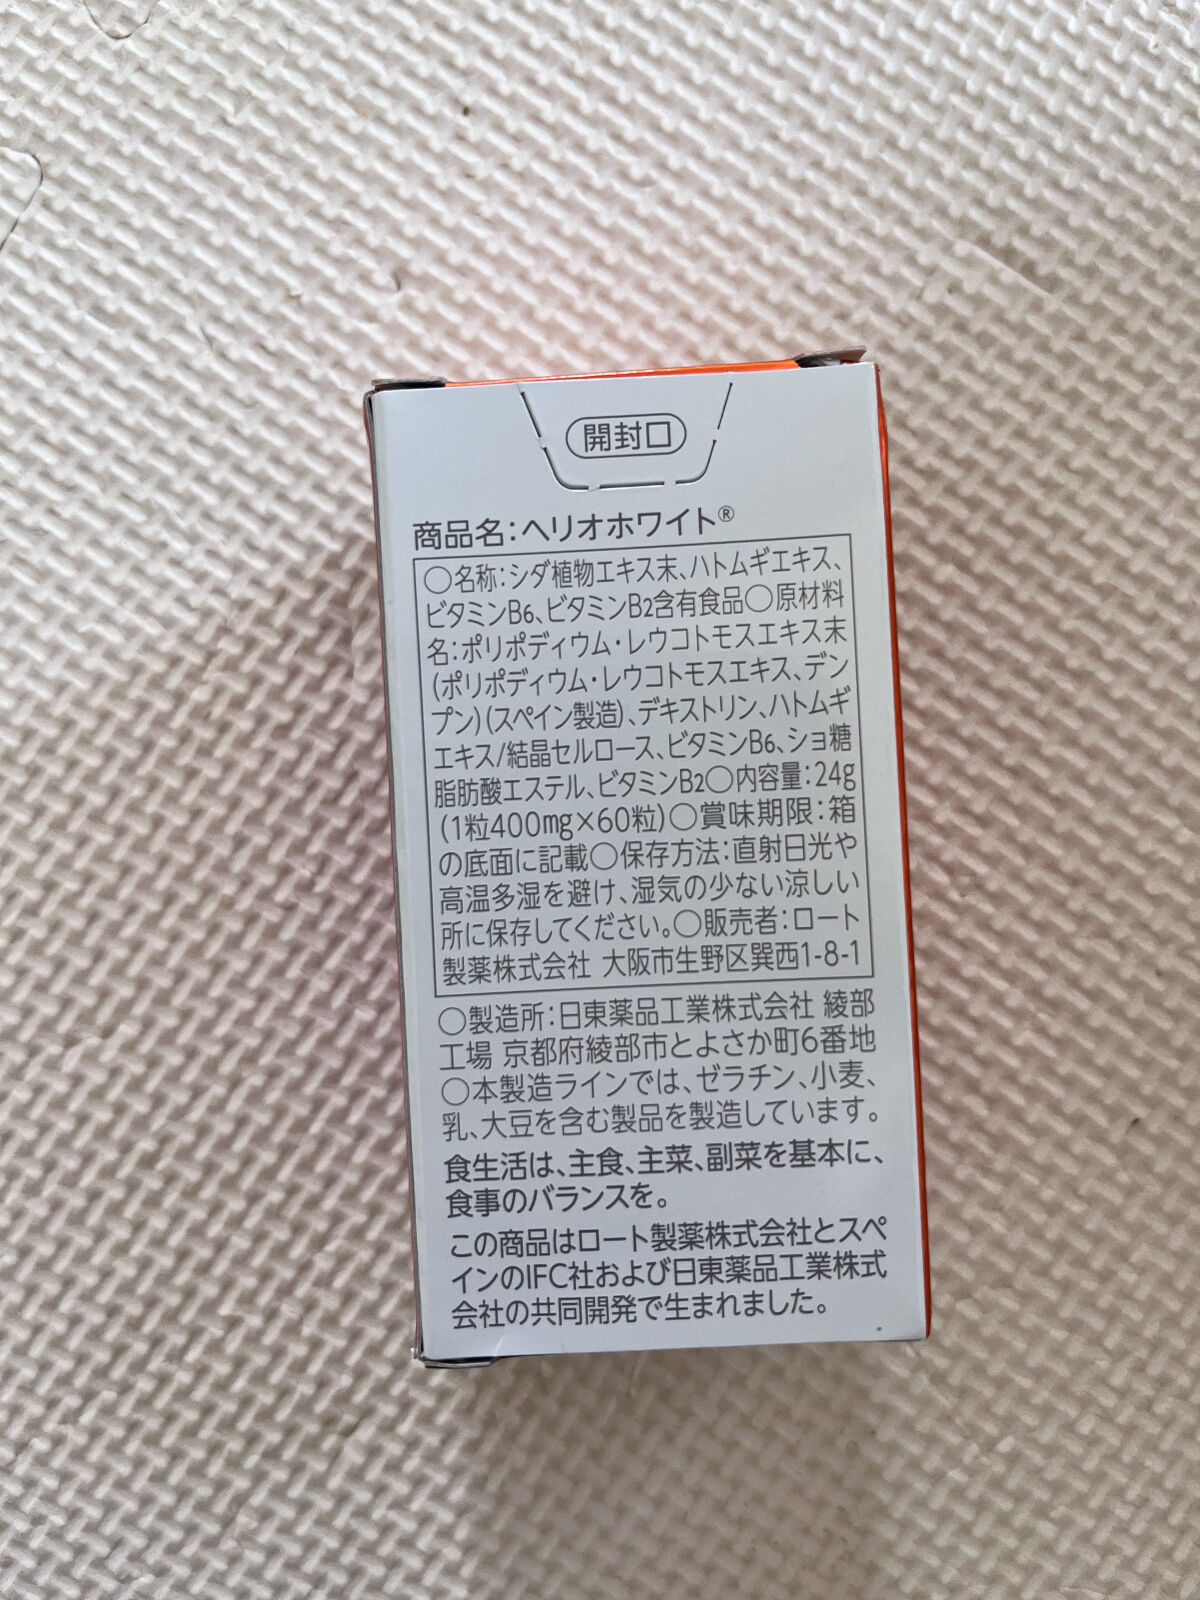 開封口
商品名：ヘリオホワイト®
○名称：シダ植物エキス末、ハトムギエキス、
ビタミンB6、ビタミンB2含有食品○原材料
名：ポリポディウム・レウコトモスエキス末
(ポリポディウム・レウコトモスエキス、デン
プン)(スペイン製造)、デキストリン、ハトムギ
エキス/結晶セルロース、ビタミンB6、ショ糖
脂肪酸エステル、ビタミンB2○内容量：24g
(1粒400㎎×60粒)○賞味期限：箱
の底面に記載○保存方法：直射日光や
高温多湿を避け、湿気の少ない涼しい
所に保存してください。○販売者：ロート
製薬株式会社 大阪市生野区巽西1-8-1
○製造所：日東薬品工業株式会社 綾部
工場 京都府綾部市とよさか町6番地
○本製造ラインでは、ゼラチン、小麦、
乳、大豆を含む製品を製造しています。
食生活は、主食、主菜、副菜を基本に、
食事のバランスを。
この商品はロート製薬株式会社とスペ
インのIFC社および日東薬品工業株式
会社の共同開発で生まれました。